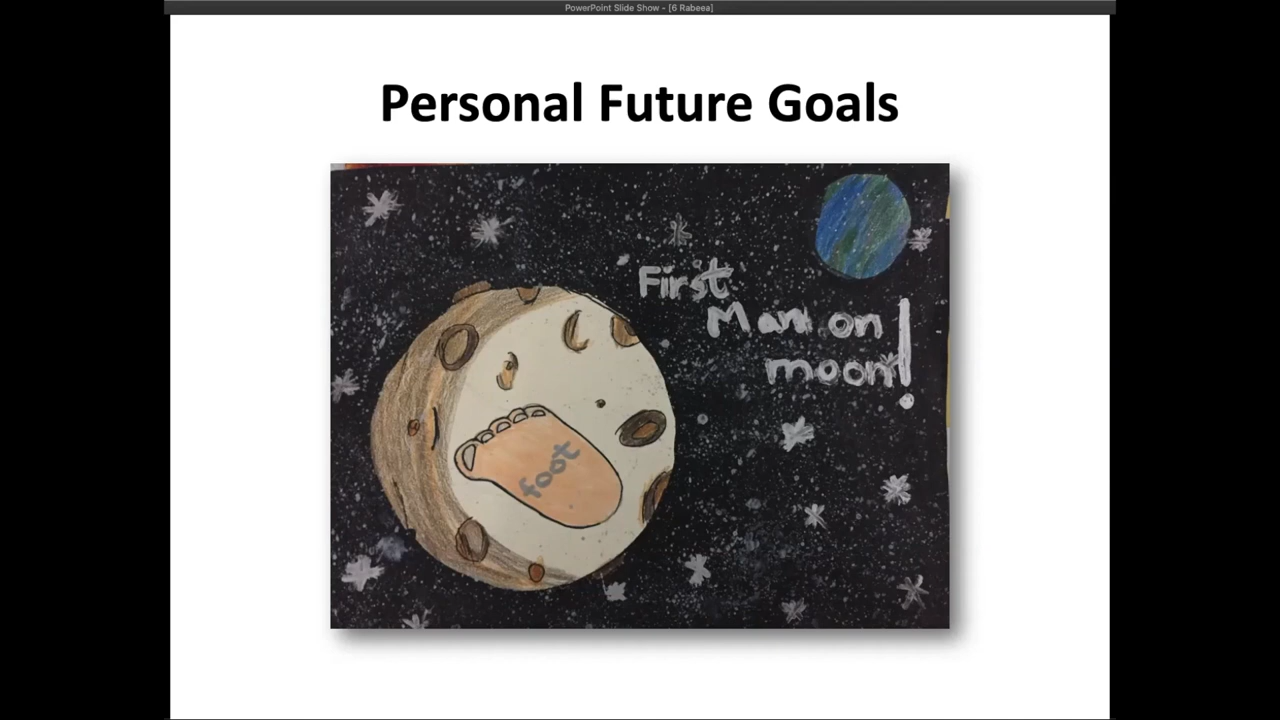 PowerPoint Slide Show - [6 Rabeea]
Personal Future Goals
First
Man on
moon!
foot